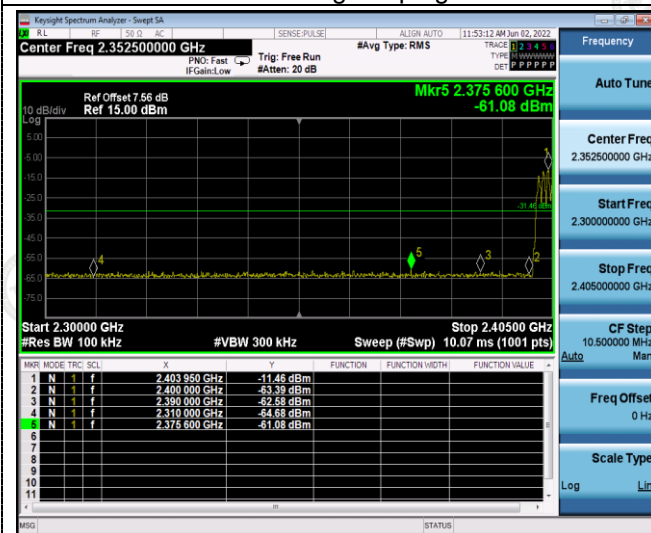 Keysight Spectrum Analyzer - Swept SA
RL RF 50 Ω AC SENSE:PULSE ALIGN AUTO 11:53:12 AM Jun 02, 2022
Center Freq 2.352500000 GHz #Avg Type: RMS TRACE 1 2 3 4 5 6
PNO: Fast Trig: Free Run TYPE M WWWWW
IFGain:Low #Atten: 20 dB DET P P P P P P
Mkr5 2.375 600 GHz
-61.08 dBm
Ref Offset 7.56 dB
10 dB/div Ref 15.00 dBm
Log
5.00
-5.00
-15.0
-25.0
-35.0
-45.0
-55.0
-65.0
-75.0
1
-31.46 dBm
4 5 3 2
Start 2.30000 GHz Stop 2.40500 GHz
#Res BW 100 kHz #VBW 300 kHz Sweep (#Swp) 10.07 ms (1001 pts)
MKR MODE TRC SCL X Y FUNCTION FUNCTION WIDTH FUNCTION VALUE
1 N 1 f 2.403 950 GHz -11.46 dBm
2 N 1 f 2.400 000 GHz -63.39 dBm
3 N 1 f 2.390 000 GHz -62.58 dBm
4 N 1 f 2.310 000 GHz -64.68 dBm
5 N 1 f 2.375 600 GHz -61.08 dBm
6
7
8
9
10
11
MSG STATUS
Frequency
Auto Tune
Center Freq
2.352500000 GHz
Start Freq
2.300000000 GHz
Stop Freq
2.405000000 GHz
CF Step
10.500000 MHz
Auto Man
Freq Offset
0 Hz
Scale Type
Log Lin